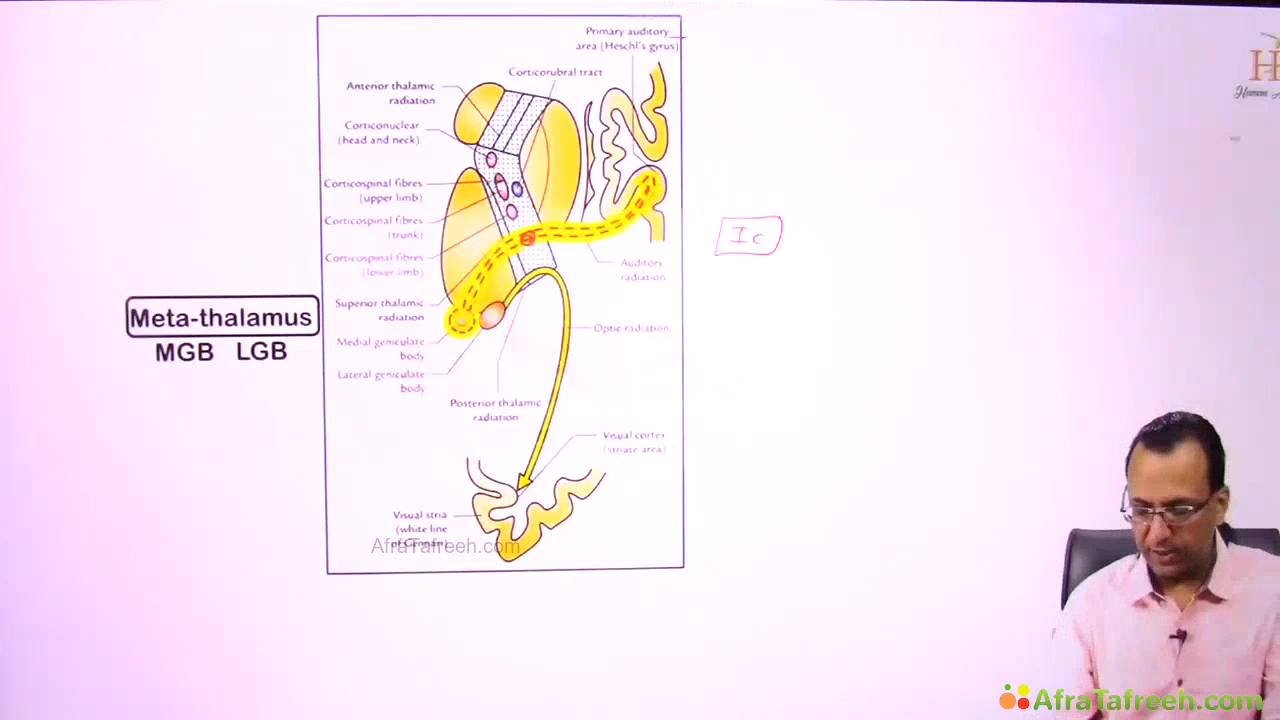 Primary auditory
area (Heschl's gyrus)
Corticorubral tract
Anterior thalamic
radiation
Corticonuclear
(head and neck)
Corticospinal fibres
(upper limb)
Corticospinal fibres
(trunk)
Corticospinal fibres
(lower limb)
Auditory
radiation
Superior thalamic
radiation
Optic radiation
Medial geniculate
body
Lateral geniculate
body
Posterior thalamic
radiation
Visual cortex
(striate area)
Visual stria
(white line
of Gennari)
AfraTafreeh.com
Meta-thalamus
MGB LGB
Ic
H
Human
AfraTafreeh.com